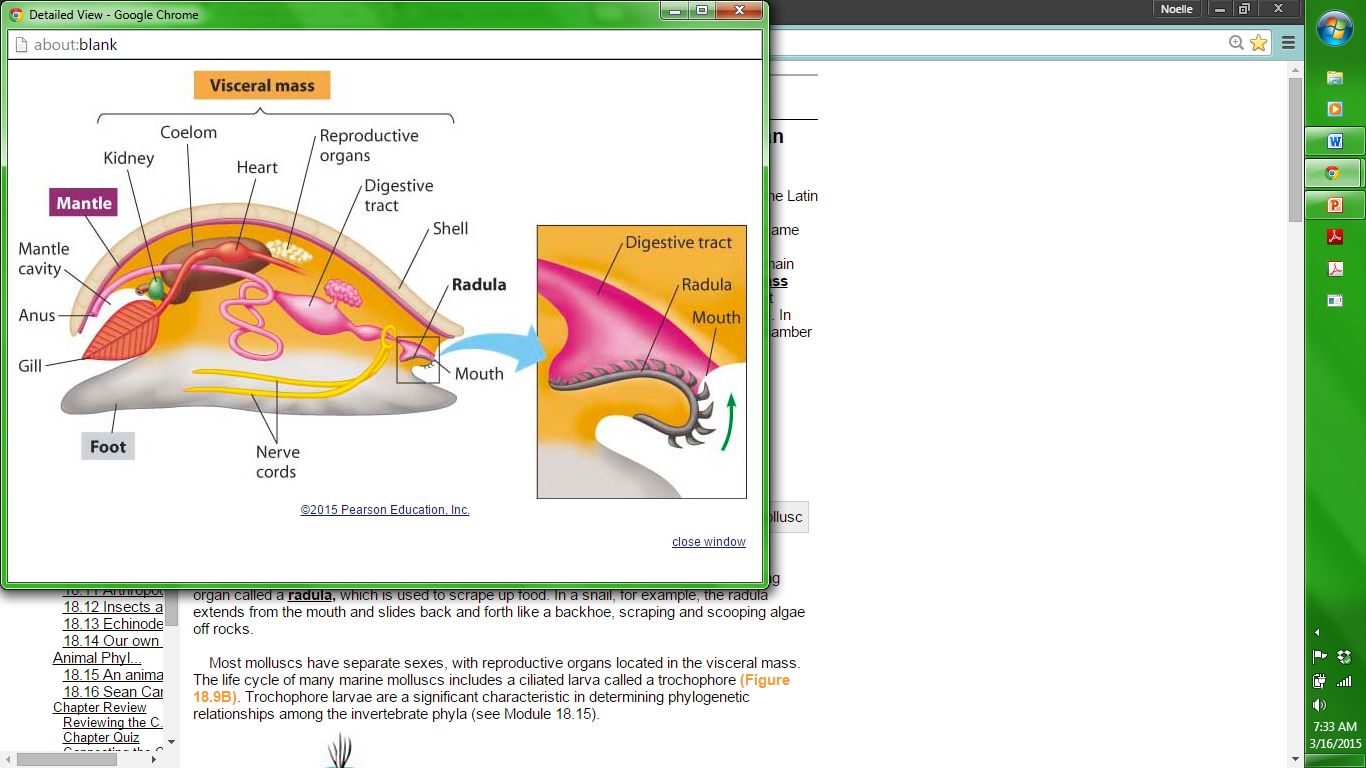 Detailed View - Google Chrome
about:blank
Noelle
Visceral mass
Coelom
Reproductive
organs
Kidney
Heart
Digestive
tract
Mantle
Shell
Mantle
cavity
Radula
Anus
Gill
Mouth
Foot
Nerve
cords
Digestive tract
Radula
Mouth
©2015 Pearson Education, Inc.
close window
Latin
18.12 Insects a
18.13 Echinode
18.14 Our own
Animal Phyl...
18.15 An anima
18.16 Sean Car
Chapter Review
Reviewing the C.
Chapter Quiz
organ called a radula, which is used to scrape up food. In a snail, for example, the radula
extends from the mouth and slides back and forth like a backhoe, scraping and scooping algae
off rocks.
Most molluscs have separate sexes, with reproductive organs located in the visceral mass.
The life cycle of many marine molluscs includes a ciliated larva called a trochophore (Figure
18.9B). Trochophore larvae are a significant characteristic in determining phylogenetic
relationships among the invertebrate phyla (see Module 18.15).
7:33 AM
3/16/2015